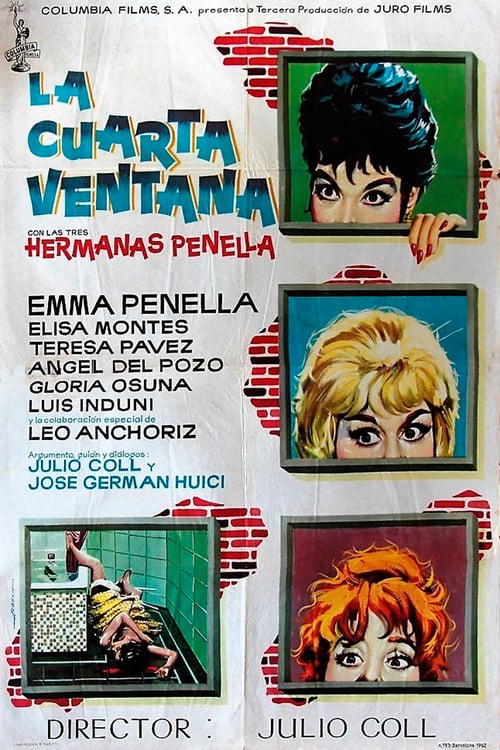 COLUMBIA FILMS, S.A. presenta la Tercera Producción de JURO FILMS
COLUMBIA
LA
CUARTA
VENTANA
CON LAS TRES
HERMANAS PENELLA
EMMA PENELLA
ELISA MONTES
TERESA PAVEZ
ANGEL DEL POZO
GLORIA OSUNA
LUIS INDUNI
y la colaboración especial de
LEO ANCHORIZ
Argumento, guión y diálogos:
JULIO COLL Y
JOSE GERMAN HUICI
DIRECTOR : JULIO COLL